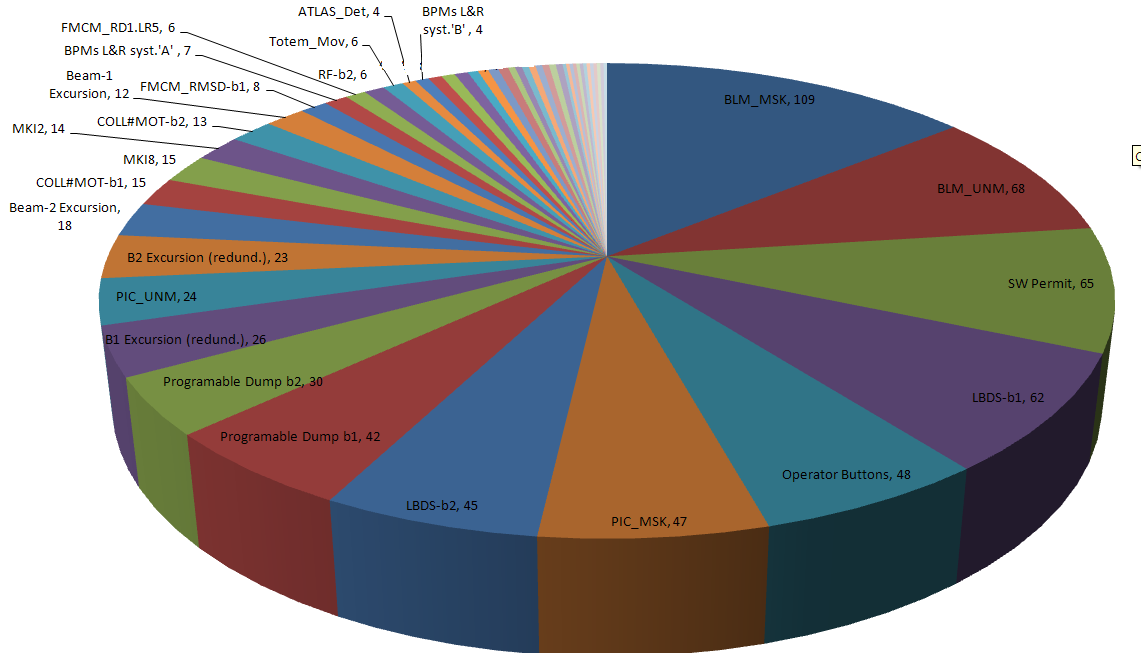 BLM_MSK, 109
BLM_UNM, 68
SW Permit, 65
LBDS-b1, 62
Operator Buttons, 48
PIC_MSK, 47
LBDS-b2, 45
Programable Dump b1, 42
Programable Dump b2, 30
B1 Excursion (redund.), 26
PIC_UNM, 24
B2 Excursion (redund.), 23
Beam-2 Excursion,
18
COLL#MOT-b1, 15
MKI8, 15
MKI2, 14
COLL#MOT-b2, 13
Beam-1
Excursion, 12
FMCM_RMSD-b1, 8
BPMs L&R syst.'A' , 7
FMCM_RD1.LR5, 6
RF-b2, 6
Totem_Mov, 6
ATLAS_Det, 4
BPMs L&R
syst.'B' , 4